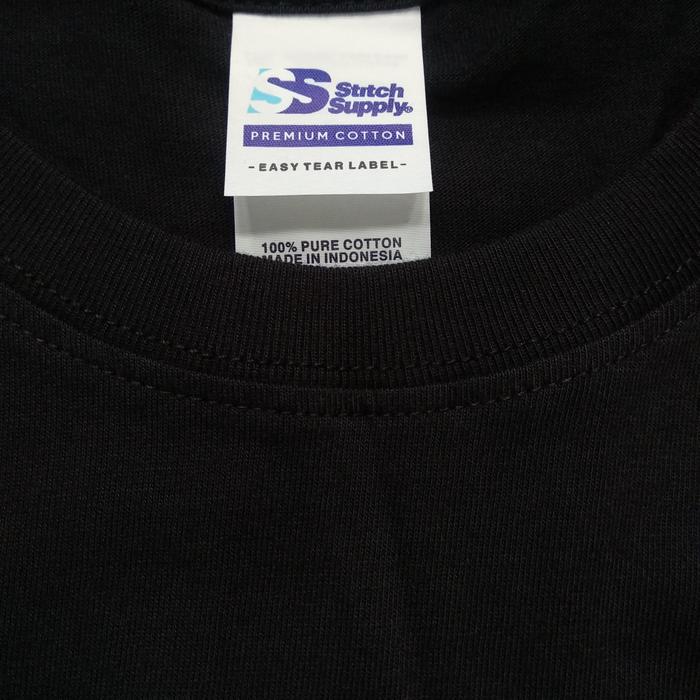 SS Stitch
Supply
PREMIUM COTTON
-EASY TEAR LABEL-
100% PURE COTTON
MADE IN INDONESIA